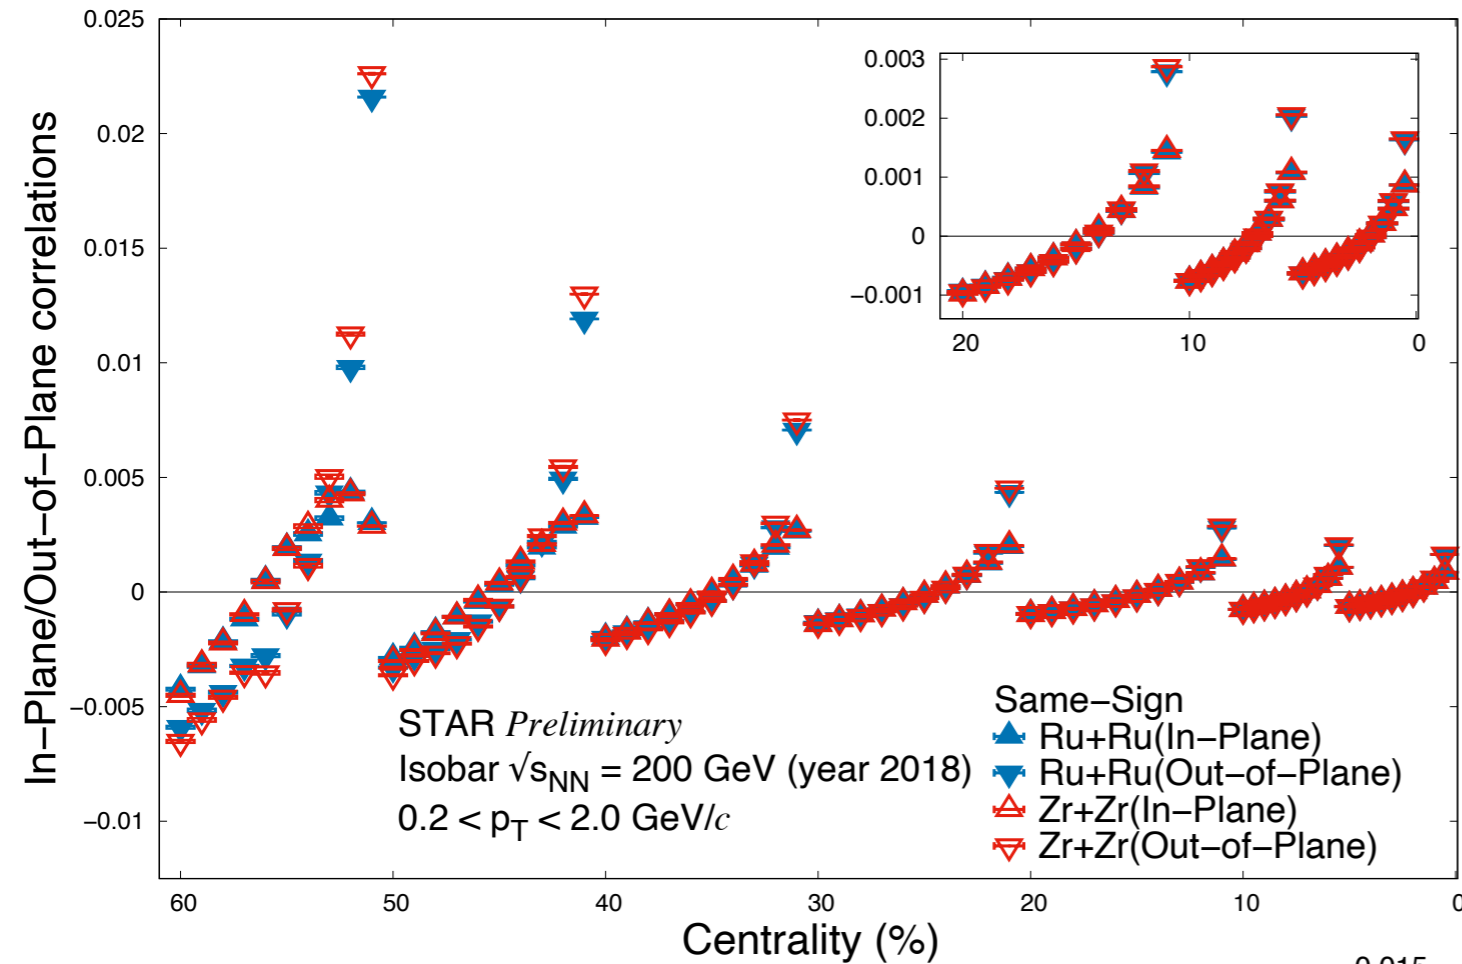 In−Plane/Out−of−Plane correlations
0.025
0.02
0.015
0.01
0.005
0
−0.005
−0.01
60
50
40
30
20
10
0
Centrality (%)
0.003
0.002
0.001
0
−0.001
20
10
0
STAR Preliminary
Isobar √sNN = 200 GeV (year 2018)
0.2 < pT < 2.0 GeV/c
Same−Sign
Ru+Ru(In−Plane)
Ru+Ru(Out−of−Plane)
Zr+Zr(In−Plane)
Zr+Zr(Out−of−Plane)